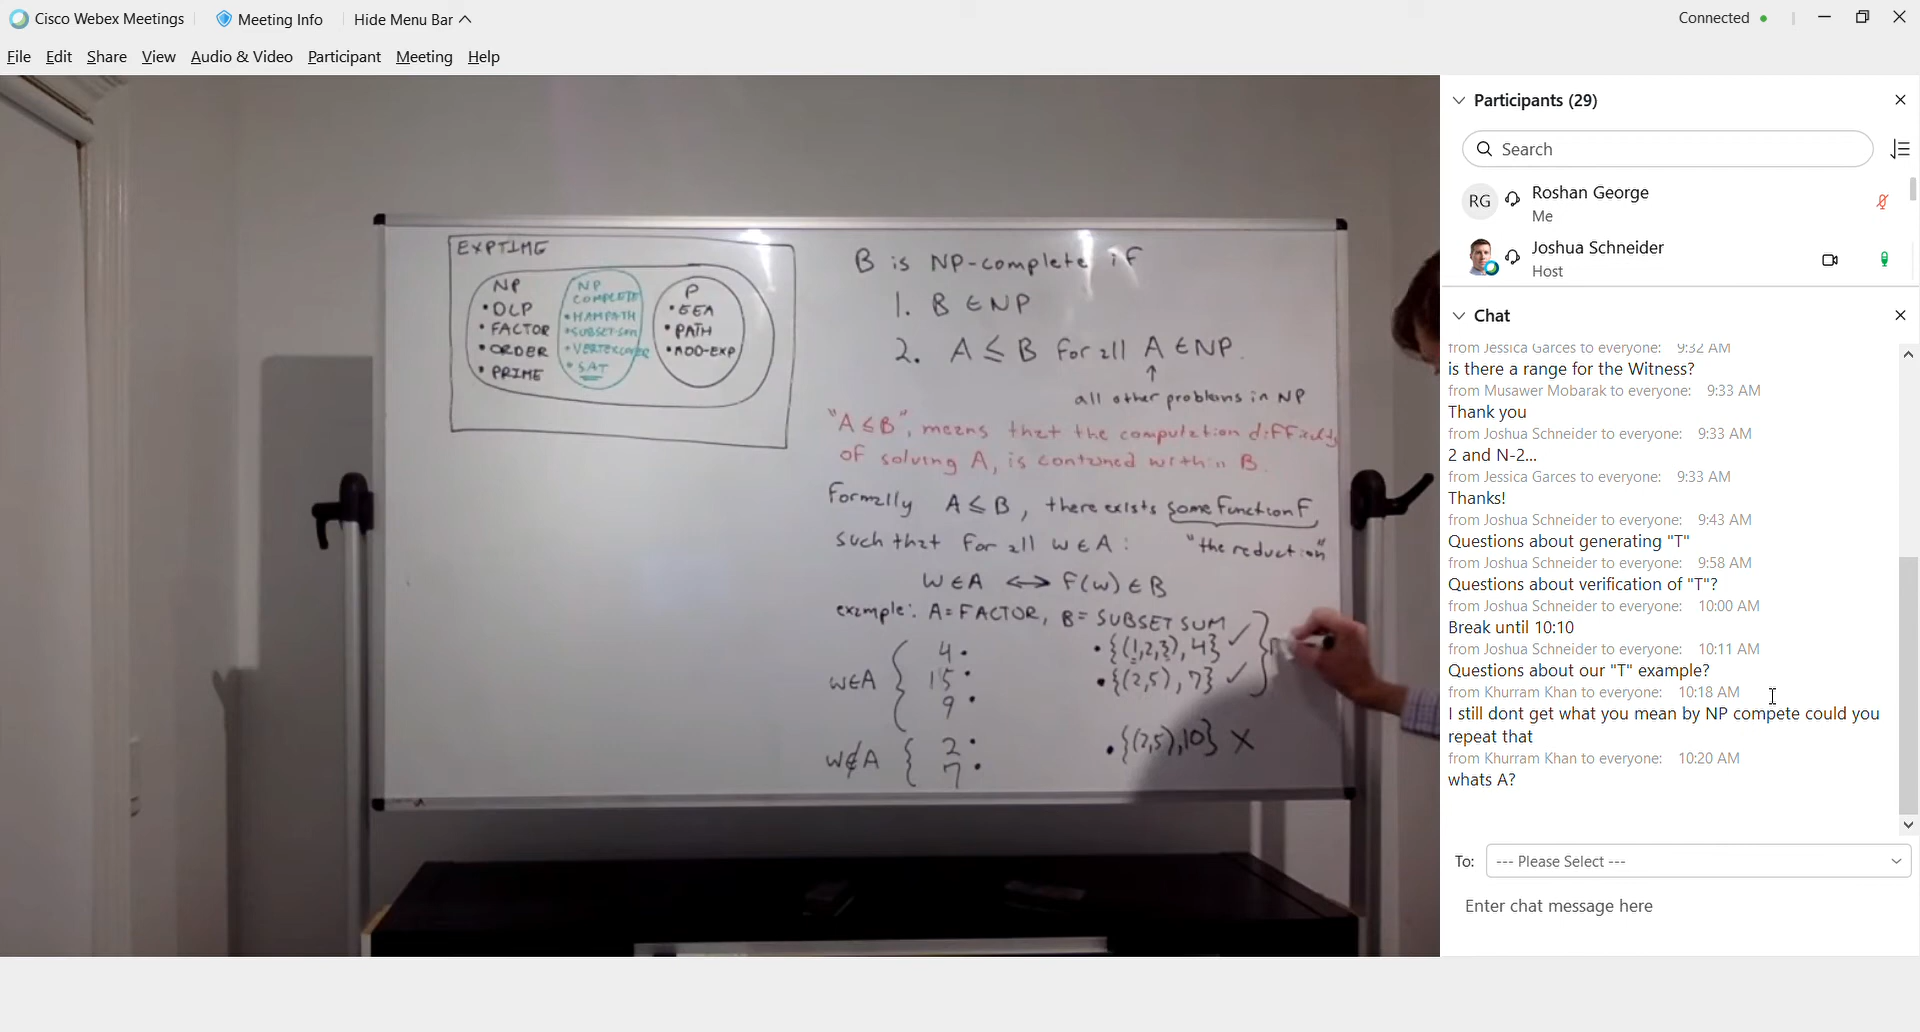 Cisco Webex Meetings
Meeting Info
Hide Menu Bar
Connected
File Edit Share View Audio & Video Participant Meeting Help
EXPTIME
NP
• DLP
• FACTOR
• ORDER
• PRIME
NP
COMPLETE
• HAMPATH
• SUBSET-SUM
• VERTEXCOVER
• SAT
P
• EEA
• PATH
• MOD-EXP
B is NP-complete if
1. B ∈ NP
2. A ≤ B for all A ∈ NP.
↑
all other problems in NP
"A ≤ B", means that the computation difficulty
of solving A, is contained within B.
Formally A ≤ B, there exists some function F,
such that for all w ∈ A: "the reduction"
w ∈ A ↔ F(w) ∈ B
example: A = FACTOR, B = SUBSET SUM
w∈A { 4 •
15 •
9 •
w∉A { 2 •
7 •
• {(1,2,3), 4} ✓
• {(2,5), 7} ✓
• {(2,5), 10} X
Participants (29)
Search
RG
Roshan George
Me
Joshua Schneider
Host
Chat
from Jessica Garces to everyone: 9:32 AM
is there a range for the Witness?
from Musawer Mobarak to everyone: 9:33 AM
Thank you
from Joshua Schneider to everyone: 9:33 AM
2 and N-2...
from Jessica Garces to everyone: 9:33 AM
Thanks!
from Joshua Schneider to everyone: 9:43 AM
Questions about generating "T"
from Joshua Schneider to everyone: 9:58 AM
Questions about verification of "T"?
from Joshua Schneider to everyone: 10:00 AM
Break until 10:10
from Joshua Schneider to everyone: 10:11 AM
Questions about our "T" example?
from Khurram Khan to everyone: 10:18 AM
I still dont get what you mean by NP compete could you
repeat that
from Khurram Khan to everyone: 10:20 AM
whats A?
To: --- Please Select ---
Enter chat message here